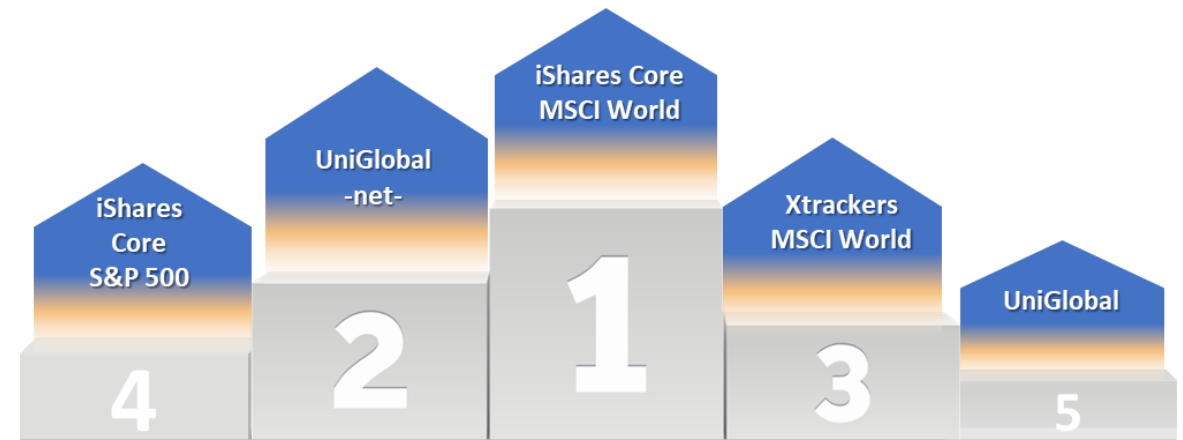 iShares
Core
S&P 500
4
UniGlobal
-net-
2
iShares Core
MSCI World
1
Xtrackers
MSCI World
3
UniGlobal
5